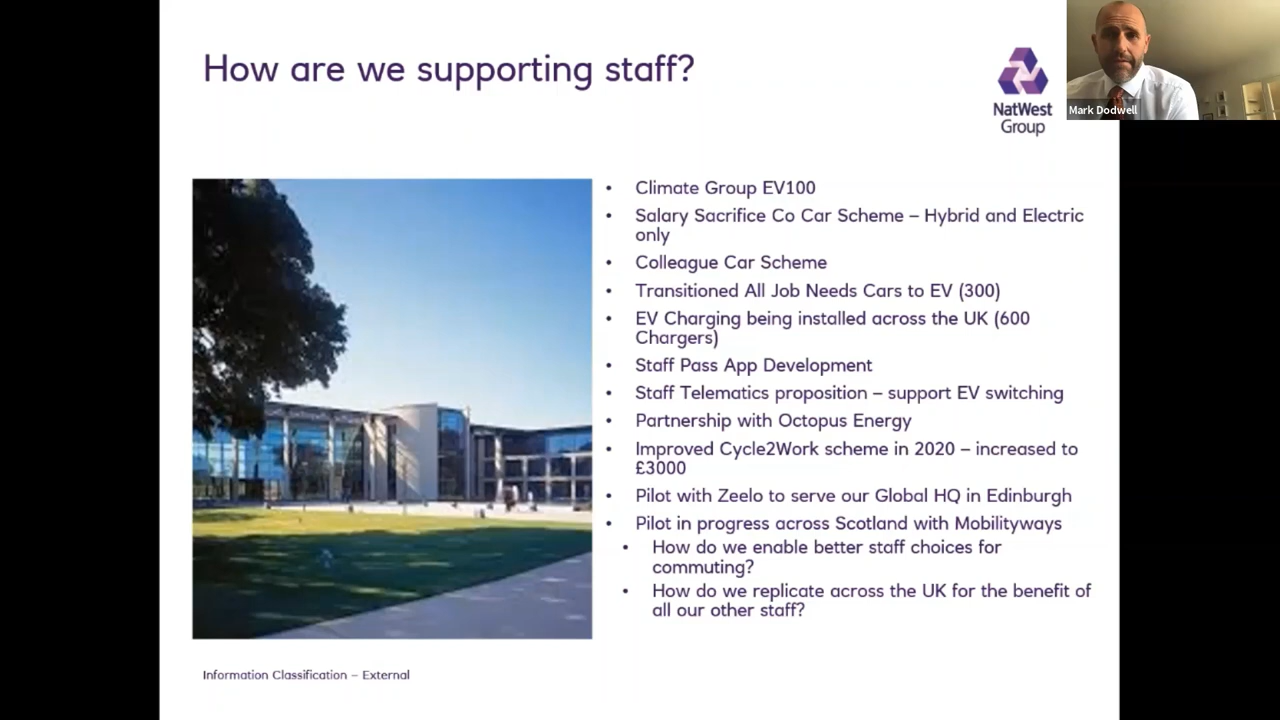 How are we supporting staff?
NatWest
Group
Mark Dodwell
• Climate Group EV100
• Salary Sacrifice Co Car Scheme – Hybrid and Electric
only
• Colleague Car Scheme
• Transitioned All Job Needs Cars to EV (300)
• EV Charging being installed across the UK (600
Chargers)
• Staff Pass App Development
• Staff Telematics proposition – support EV switching
• Partnership with Octopus Energy
• Improved Cycle2Work scheme in 2020 – increased to
£3000
• Pilot with Zeelo to serve our Global HQ in Edinburgh
• Pilot in progress across Scotland with Mobilityways
• How do we enable better staff choices for
commuting?
• How do we replicate across the UK for the benefit of
all our other staff?
Information Classification – External